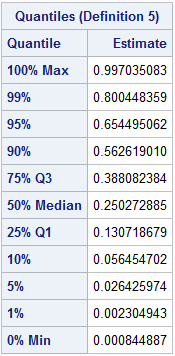 Quantiles (Definition 5)
Quantile Estimate
100% Max 0.997035083
99% 0.800448359
95% 0.654495062
90% 0.562619010
75% Q3 0.388082384
50% Median 0.250272885
25% Q1 0.130718679
10% 0.056454702
5% 0.026425974
1% 0.002304943
0% Min 0.000844887